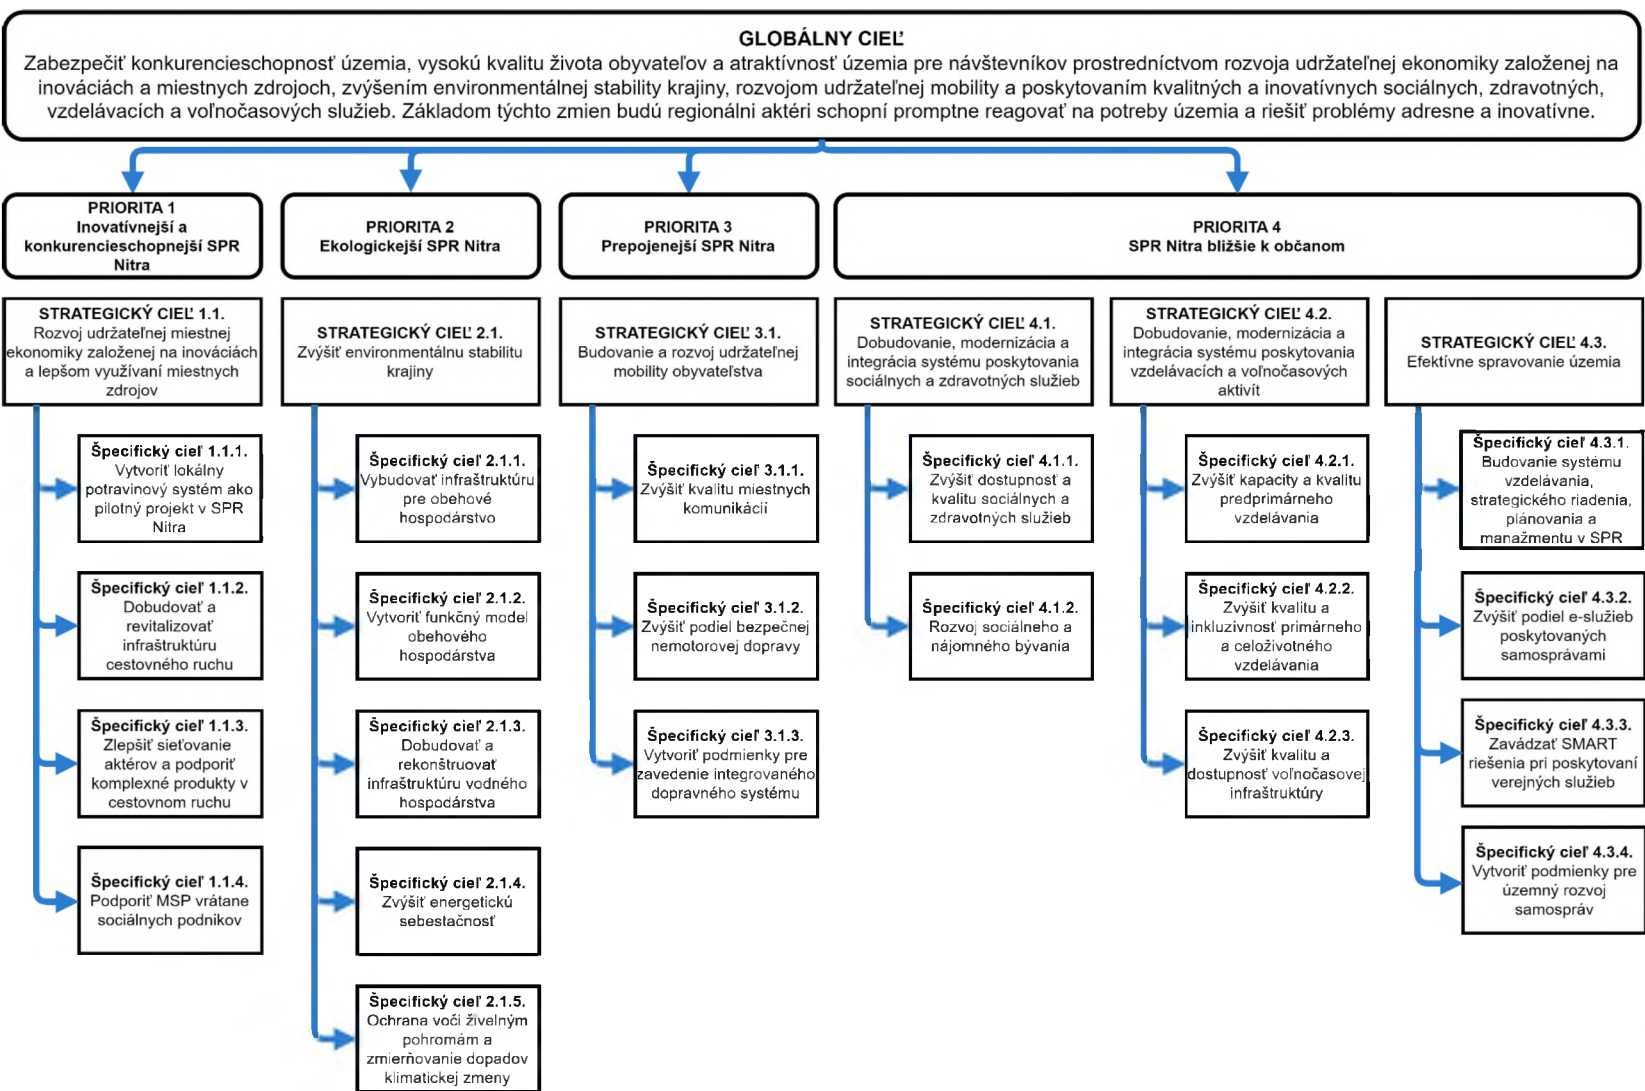 GLOBÁLNY CIEĽ
Zabezpečiť konkurencieschopnosť územia, vysokú kvalitu života obyvateľov a atraktívnosť územia pre návštevníkov prostredníctvom rozvoja udržateľnej ekonomiky založenej na
inováciách a miestnych zdrojoch, zvýšením environmentálnej stability krajiny, rozvojom udržateľnej mobility a poskytovaním kvalitných a inovatívnych sociálnych, zdravotných,
vzdelávacích a voľnočasových služieb. Základom týchto zmien budú regionálni aktéri schopní promptne reagovať na potreby územia a riešiť problémy adresne a inovatívne.
PRIORITA 1
Inovatívnejší a
konkurencieschopnejší SPR
Nitra
PRIORITA 2
Ekologickejší SPR Nitra
PRIORITA 3
Prepojenejší SPR Nitra
PRIORITA 4
SPR Nitra bližšie k občanom
STRATEGICKÝ CIEĽ 1.1.
Rozvoj udržateľnej miestnej
ekonomiky založenej na inováciách
a lepšom využívaní miestnych
zdrojov
STRATEGICKÝ CIEĽ 2.1.
Zvýšiť environmentálnu stabilitu
krajiny
STRATEGICKÝ CIEĽ 3.1.
Budovanie a rozvoj udržateľnej
mobility obyvateľstva
STRATEGICKÝ CIEĽ 4.1.
Dobudovanie, modernizácia a
integrácia systému poskytovania
sociálnych a zdravotných služieb
STRATEGICKÝ CIEĽ 4.2.
Dobudovanie, modernizácia a
integrácia systému poskytovania
vzdelávacích a voľnočasových
aktivít
STRATEGICKÝ CIEĽ 4.3.
Efektívne spravovanie územia
Špecifický cieľ 1.1.1.
Vytvoriť lokálny
potravinový systém ako
pilotný projekt v SPR
Nitra
Špecifický cieľ 1.1.2.
Dobudovať a
revitalizovať
infraštruktúru
cestovného ruchu
Špecifický cieľ 1.1.3.
Zlepšiť sieťovanie
aktérov a podporiť
komplexné produkty v
cestovnom ruchu
Špecifický cieľ 1.1.4.
Podporiť MSP vrátane
sociálnych podnikov
Špecifický cieľ 2.1.1.
Vybudovať infraštruktúru
pre obehové
hospodárstvo
Špecifický cieľ 2.1.2.
Vytvoriť funkčný model
obehového
hospodárstva
Špecifický cieľ 2.1.3.
Dobudovať a
rekonštruovať
infraštruktúru vodného
hospodárstva
Špecifický cieľ 2.1.4.
Zvýšiť energetickú
sebestačnosť
Špecifický cieľ 2.1.5.
Ochrana voči živelným
pohromám a
zmierňovanie dopadov
klimatickej zmeny
Špecifický cieľ 3.1.1.
Zvýšiť kvalitu miestnych
komunikácií
Špecifický cieľ 3.1.2.
Zvýšiť podiel bezpečnej
nemotorovej dopravy
Špecifický cieľ 3.1.3.
Vytvoriť podmienky pre
zavedenie integrovaného
dopravného systému
Špecifický cieľ 4.1.1.
Zvýšiť dostupnosť a
kvalitu sociálnych a
zdravotných služieb
Špecifický cieľ 4.1.2.
Rozvoj sociálneho a
nájomného bývania
Špecifický cieľ 4.2.1.
Zvýšiť kapacity a kvalitu
predprimárneho
vzdelávania
Špecifický cieľ 4.2.2.
Zvýšiť kvalitu a
inkluzívnosť primárneho
a celoživotného
vzdelávania
Špecifický cieľ 4.2.3.
Zvýšiť kvalitu a
dostupnosť voľnočasovej
infraštruktúry
Špecifický cieľ 4.3.1.
Budovanie systému
vzdelávania,
strategického riadenia,
plánovania a
manažmentu v SPR
Špecifický cieľ 4.3.2.
Zvýšiť podiel e-služieb
poskytovaných
samosprávami
Špecifický cieľ 4.3.3.
Zavádzať SMART
riešenia pri poskytovaní
verejných služieb
Špecifický cieľ 4.3.4.
Vytvoriť podmienky pre
územný rozvoj
samospráv